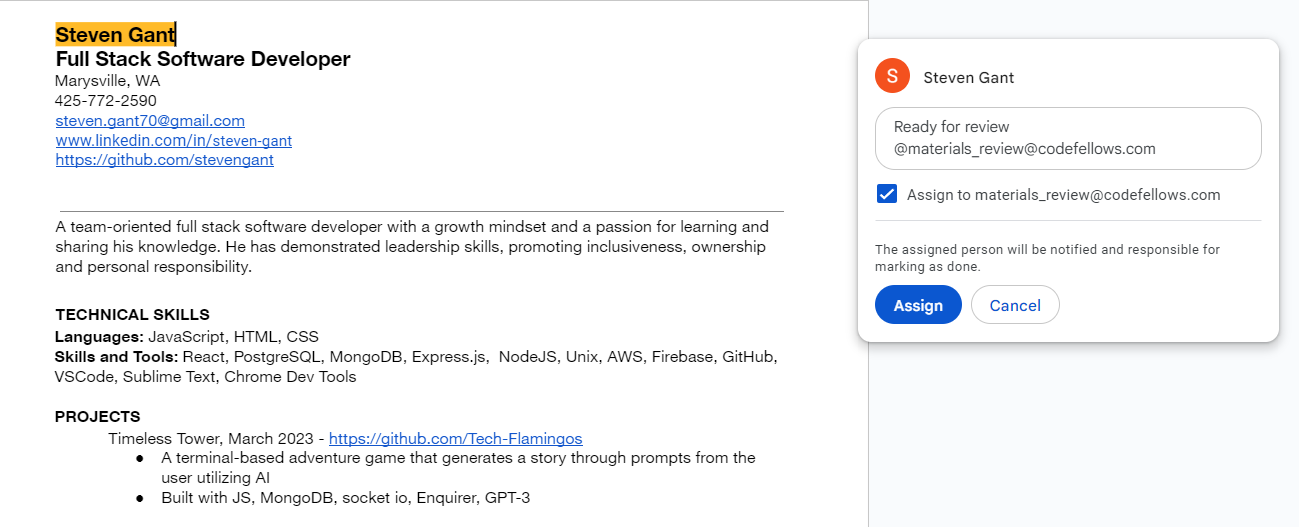 Steven Gant
Full Stack Software Developer
Marysville, WA
425-772-2590
steven.gant70@gmail.com
www.linkedin.com/in/steven-gant
https://github.com/stevengant
A team-oriented full stack software developer with a growth mindset and a passion for learning and
sharing his knowledge. He has demonstrated leadership skills, promoting inclusiveness, ownership
and personal responsibility.
TECHNICAL SKILLS
Languages: JavaScript, HTML, CSS
Skills and Tools: React, PostgreSQL, MongoDB, Express.js,  NodeJS, Unix, AWS, Firebase, GitHub,
VSCode, Sublime Text, Chrome Dev Tools
PROJECTS
Timeless Tower, March 2023 - https://github.com/Tech-Flamingos
● A terminal-based adventure game that generates a story through prompts from the
user utilizing AI
● Built with JS, MongoDB, socket io, Enquirer, GPT-3
S
Steven Gant
Ready for review
@materials_review@codefellows.com
Assign to materials_review@codefellows.com
The assigned person will be notified and responsible for
marking as done.
Assign
Cancel